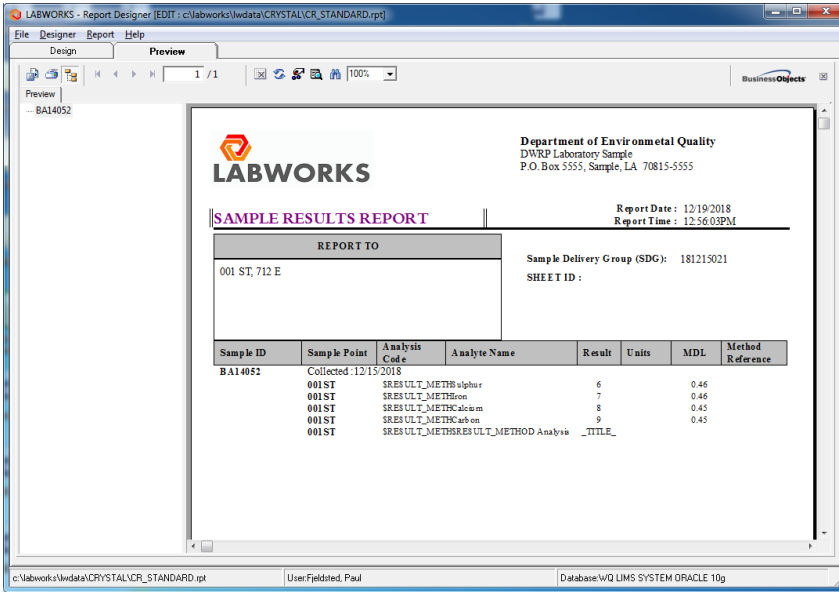 LABWORKS - Report Designer [EDIT : c:\labworks\lwdata\CRYSTAL\CR_STANDARD.rpt]
File Designer Report Help
Design Preview
1 /1 100% BusinessObjects
Preview
BA14052
LABWORKS
Department of Environmetal Quality
DWRP Laboratory Sample
P.O. Box 5555, Sample, LA 70815-5555
Report Date : 12/19/2018
SAMPLE RESULTS REPORT Report Time : 12:56:03PM
REPORT TO
001 ST, 712 E
Sample Delivery Group (SDG): 181215021
SHEET ID :
Sample ID Sample Point Analysis Code Analyte Name Result Units MDL Method Reference
BA14052 Collected :12/15/2018
001ST $RESULT_METHSulphur 6 0.46
001ST $RESULT_METHIron 7 0.46
001ST $RESULT_METHCalcism 8 0.45
001ST $RESULT_METHCarbon 9 0.45
001ST $RESULT_METH$RESULT_METHOD Analysis _TITLE_
c:\labworks\lwdata\CRYSTAL\CR_STANDARD.rpt User:Fjeldsted, Paul Database:WQ LIMS SYSTEM ORACLE 10g